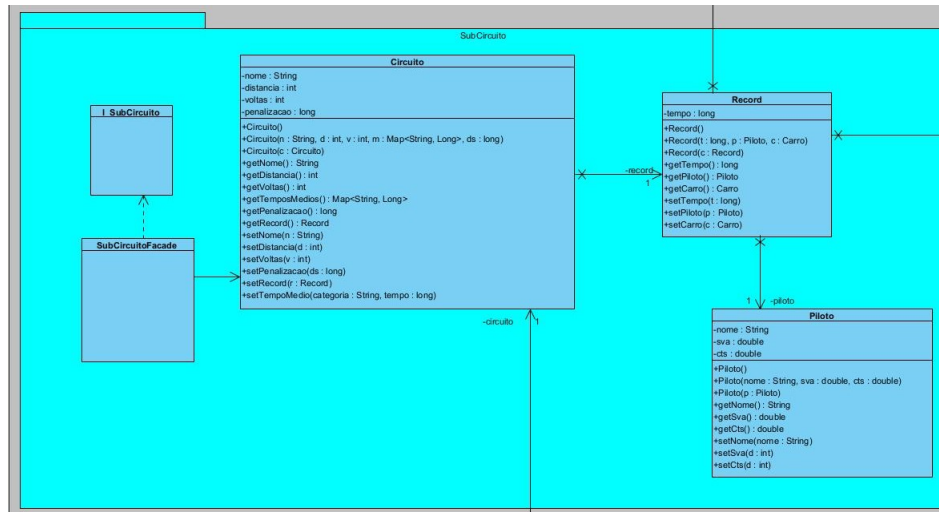 SubCircuito
Circuito
-nome : String
-distancia : int
-voltas : int
-penalizacao : long
+Circuito()
+Circuito(n : String, d : int, v : int, m : Map<String, Long>, ds : long)
+Circuito(c : Circuito)
+getNome() : String
+getDistancia() : int
+getVoltas() : int
+getTemposMedios() : Map<String, Long>
+getPenalizacao() : long
+getRecord() : Record
+setNome(n : String)
+setDistancia(d : int)
+setVoltas(v : int)
+setPenalizacao(ds : long)
+setRecord(r : Record)
+setTempoMedio(categoria : String, tempo : long)
I_SubCircuito
SubCircuitoFacade
-record
1
-circuito
1
Record
-tempo : long
+Record()
+Record(t : long, p : Piloto, c : Carro)
+Record(c : Record)
+getTempo() : long
+getPiloto() : Piloto
+getCarro() : Carro
+setTempo(t : long)
+setPiloto(p : Piloto)
+setCarro(c : Carro)
1
-piloto
Piloto
-nome : String
-sva : double
-cts : double
+Piloto()
+Piloto(nome : String, sva : double, cts : double)
+Piloto(p : Piloto)
+getNome() : String
+getSva() : double
+getCts() : double
+setNome(nome : String)
+setSva(d : int)
+setCts(d : int)